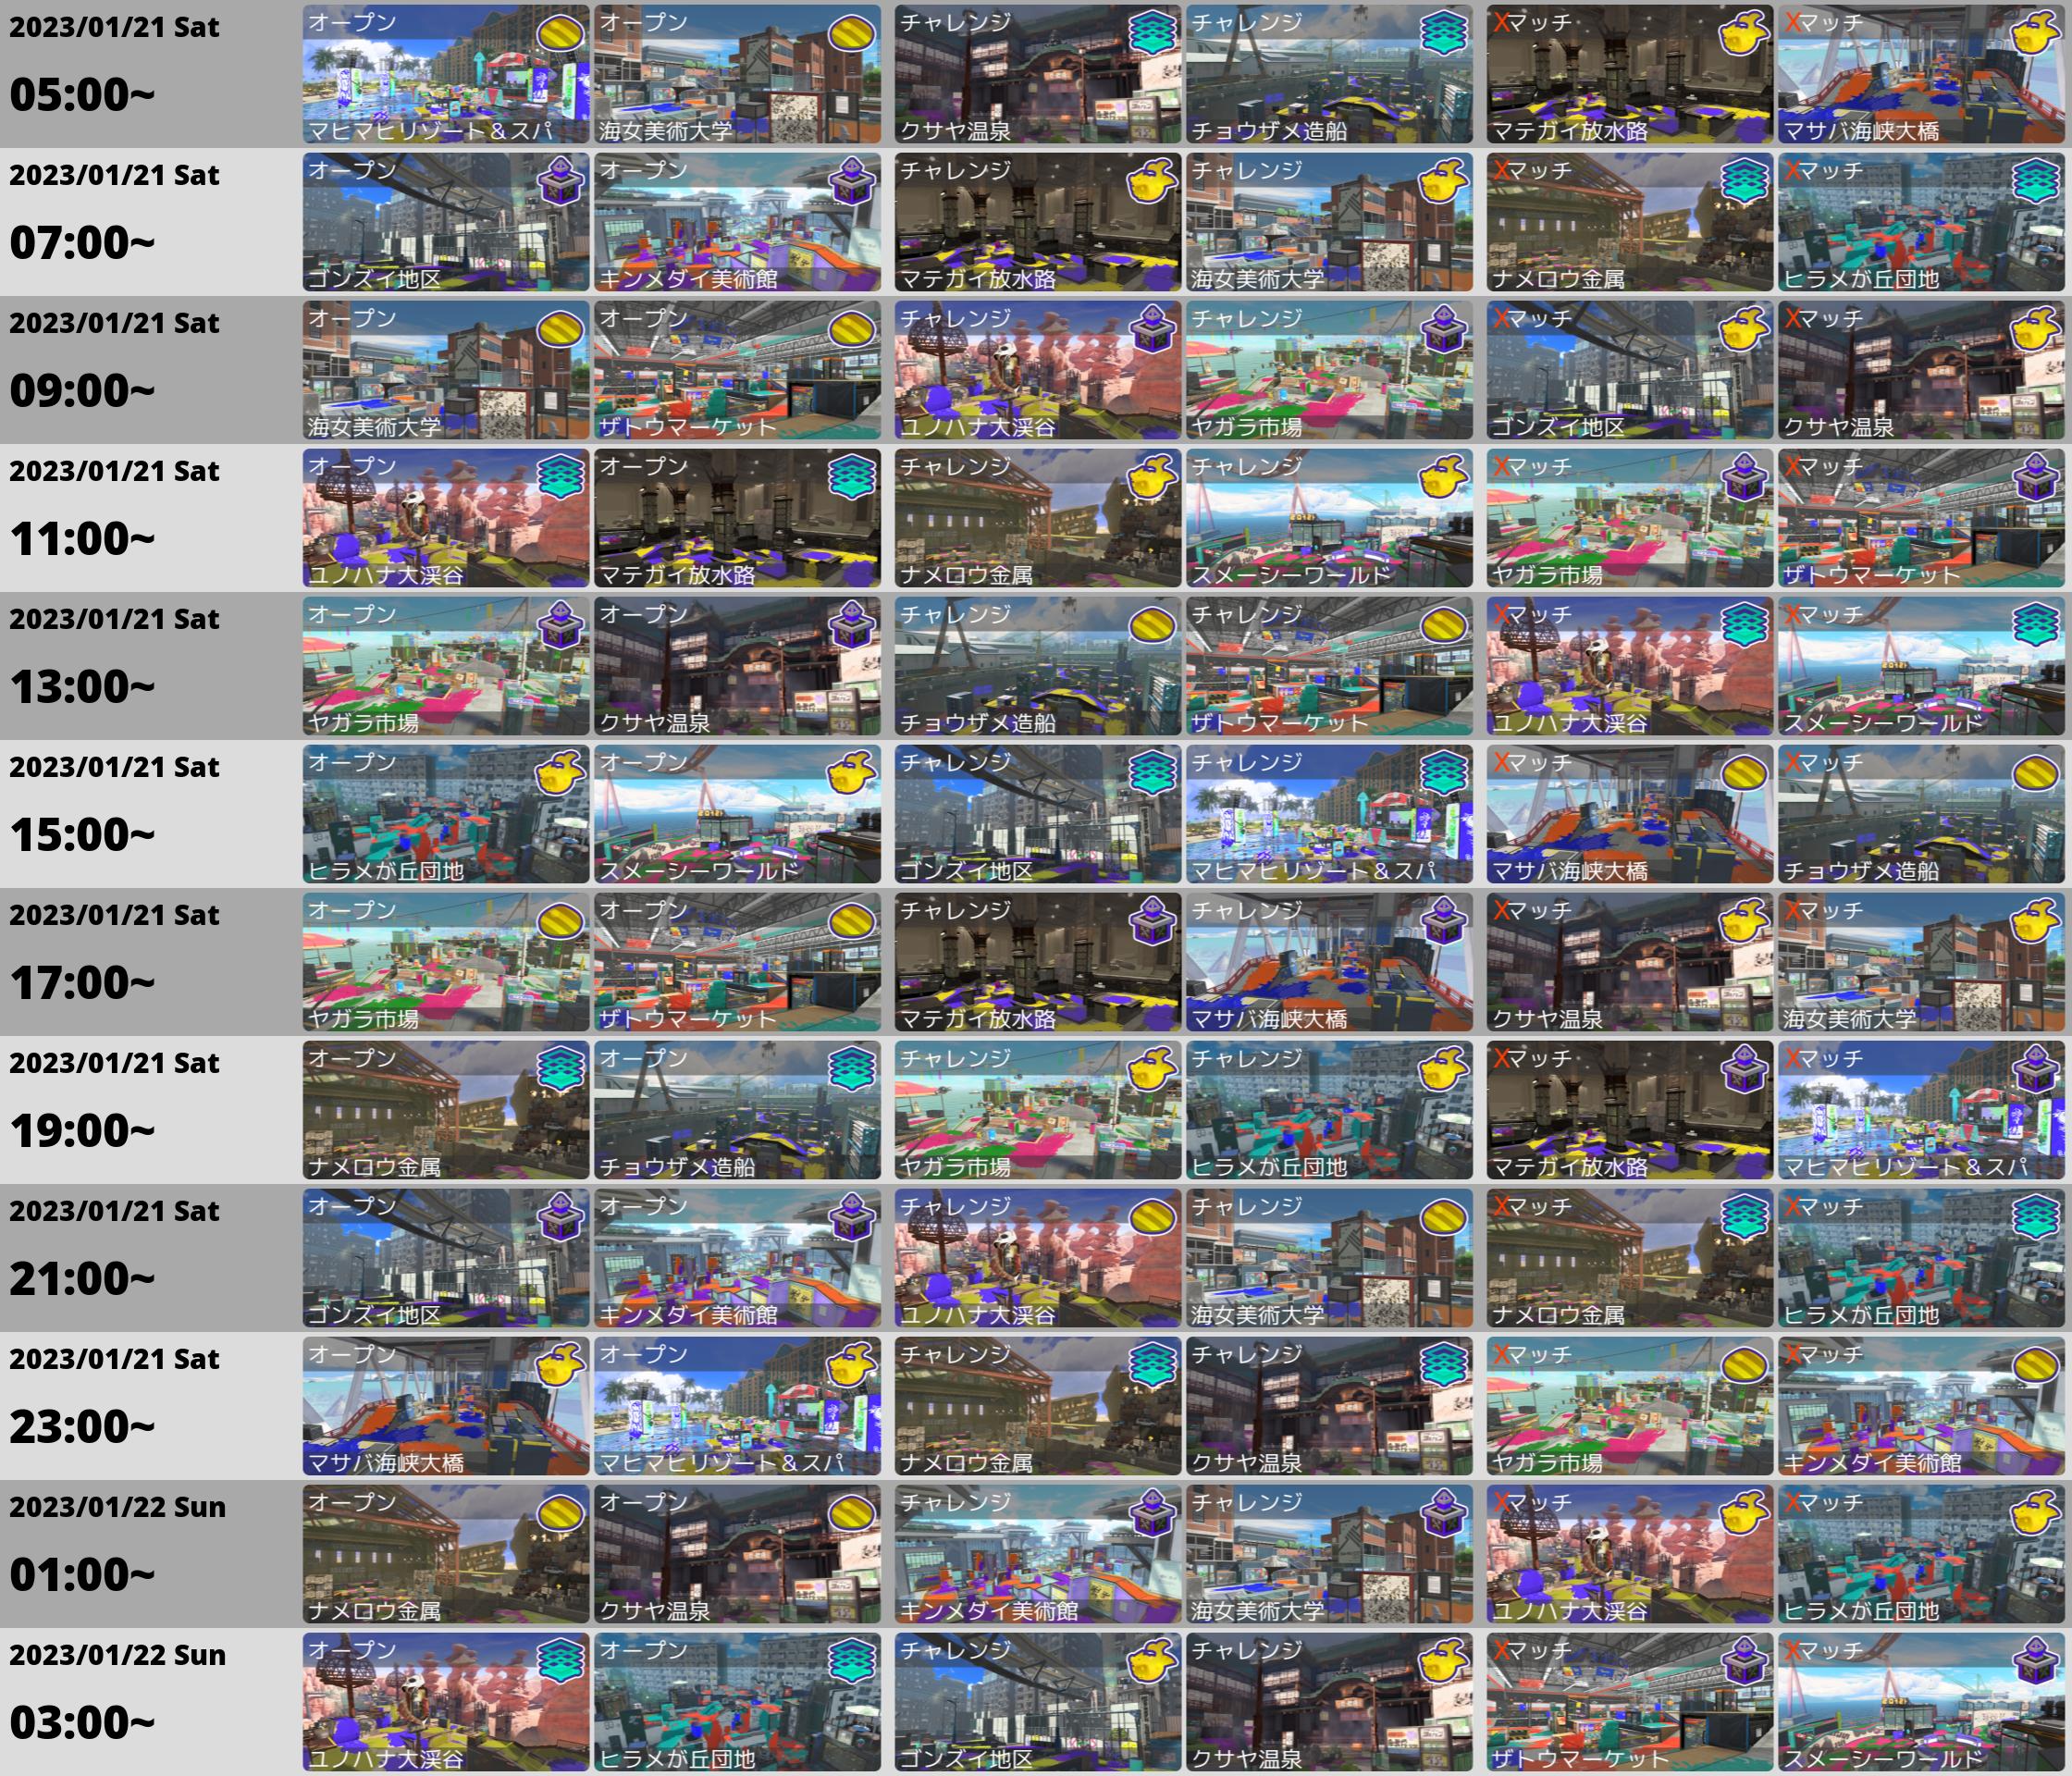 2023/01/21 Sat
05:00~
オープン
マヒマヒリゾート&スパ
オープン
海女美術大学
チャレンジ
クサヤ温泉
チャレンジ
チョウザメ造船
Xマッチ
マテガイ放水路
Xマッチ
マサバ海峡大橋
2023/01/21 Sat
07:00~
オープン
ゴンズイ地区
オープン
キンメダイ美術館
チャレンジ
マテガイ放水路
チャレンジ
海女美術大学
Xマッチ
ナメロウ金属
Xマッチ
ヒラメが丘団地
2023/01/21 Sat
09:00~
オープン
海女美術大学
オープン
ザトウマーケット
チャレンジ
ユノハナ大渓谷
チャレンジ
ヤガラ市場
Xマッチ
ゴンズイ地区
Xマッチ
クサヤ温泉
2023/01/21 Sat
11:00~
オープン
ユノハナ大渓谷
オープン
マテガイ放水路
チャレンジ
ナメロウ金属
チャレンジ
スメーシーワールド
Xマッチ
ヤガラ市場
Xマッチ
ザトウマーケット
2023/01/21 Sat
13:00~
オープン
ヤガラ市場
オープン
クサヤ温泉
チャレンジ
チョウザメ造船
チャレンジ
ザトウマーケット
Xマッチ
ユノハナ大渓谷
Xマッチ
スメーシーワールド
2023/01/21 Sat
15:00~
オープン
ヒラメが丘団地
オープン
スメーシーワールド
チャレンジ
ゴンズイ地区
チャレンジ
マヒマヒリゾート&スパ
Xマッチ
マサバ海峡大橋
Xマッチ
チョウザメ造船
2023/01/21 Sat
17:00~
オープン
ヤガラ市場
オープン
ザトウマーケット
チャレンジ
マテガイ放水路
チャレンジ
マサバ海峡大橋
Xマッチ
クサヤ温泉
Xマッチ
海女美術大学
2023/01/21 Sat
19:00~
オープン
ナメロウ金属
オープン
チョウザメ造船
チャレンジ
ヤガラ市場
チャレンジ
ヒラメが丘団地
Xマッチ
マテガイ放水路
Xマッチ
マヒマヒリゾート&スパ
2023/01/21 Sat
21:00~
オープン
ゴンズイ地区
オープン
キンメダイ美術館
チャレンジ
ユノハナ大渓谷
チャレンジ
海女美術大学
Xマッチ
ナメロウ金属
Xマッチ
ヒラメが丘団地
2023/01/21 Sat
23:00~
オープン
マサバ海峡大橋
オープン
マヒマヒリゾート&スパ
チャレンジ
ナメロウ金属
チャレンジ
クサヤ温泉
Xマッチ
ヤガラ市場
Xマッチ
キンメダイ美術館
2023/01/22 Sun
01:00~
オープン
ナメロウ金属
オープン
クサヤ温泉
チャレンジ
キンメダイ美術館
チャレンジ
海女美術大学
Xマッチ
ユノハナ大渓谷
Xマッチ
ヒラメが丘団地
2023/01/22 Sun
03:00~
オープン
ユノハナ大渓谷
オープン
ヒラメが丘団地
チャレンジ
ゴンズイ地区
チャレンジ
クサヤ温泉
Xマッチ
ザトウマーケット
Xマッチ
スメーシーワールド